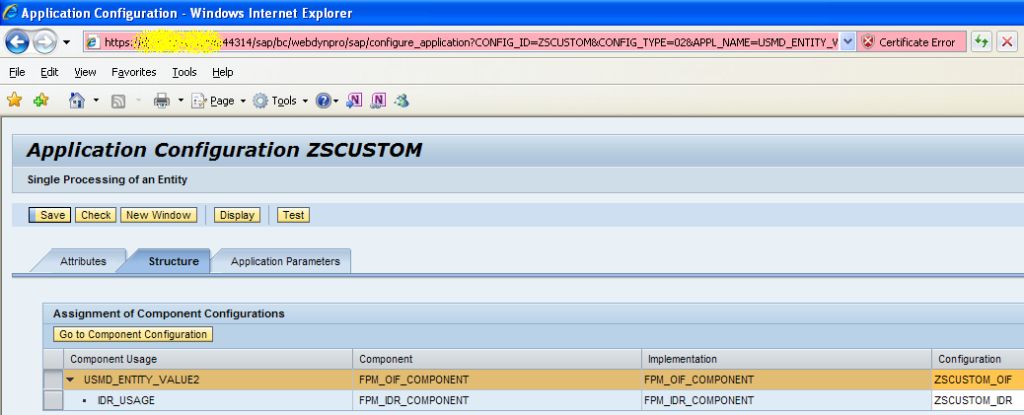 Application Configuration - Windows Internet Explorer
https: :44314/sap/bc/webdynpro/sap/configure_application?CONFIG_ID=ZSCUSTOM&CONFIG_TYPE=02&APPL_NAME=USMD_ENTITY_V Certificate Error
File Edit View Favorites Tools Help
Page Tools
Application Configuration ZSCUSTOM
Single Processing of an Entity
Save Check New Window Display Test
Attributes Structure Application Parameters
Assignment of Component Configurations
Go to Component Configuration
Component Usage Component Implementation Configuration
USMD_ENTITY_VALUE2 FPM_OIF_COMPONENT FPM_OIF_COMPONENT ZSCUSTOM_OIF
IDR_USAGE FPM_IDR_COMPONENT FPM_IDR_COMPONENT ZSCUSTOM_IDR